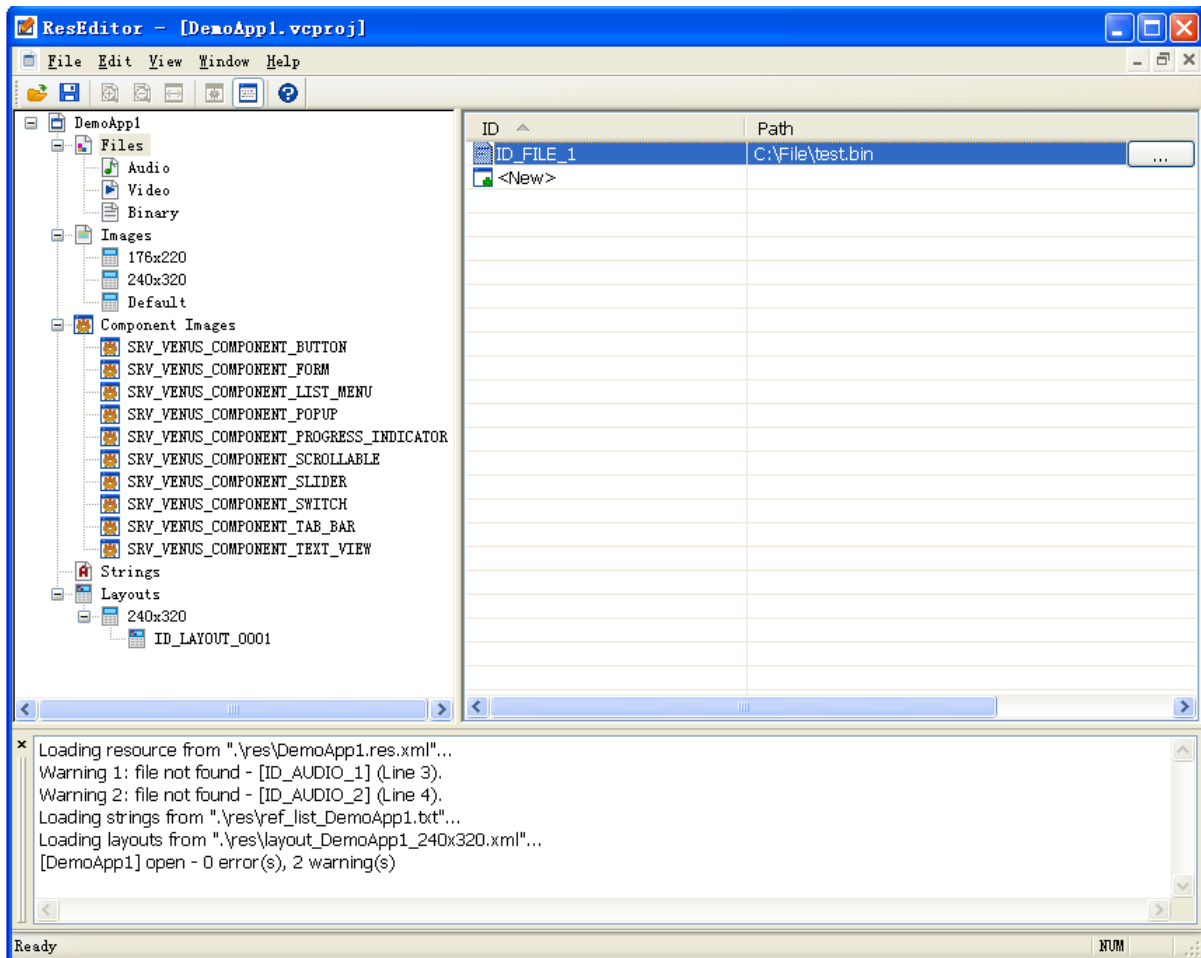 ResEditor - [DemoApp1.vcproj]
File Edit View Window Help
DemoApp1
Files
Audio
Video
Binary
Images
176x220
240x320
Default
Component Images
SRV_VENUS_COMPONENT_BUTTON
SRV_VENUS_COMPONENT_FORM
SRV_VENUS_COMPONENT_LIST_MENU
SRV_VENUS_COMPONENT_POPUP
SRV_VENUS_COMPONENT_PROGRESS_INDICATOR
SRV_VENUS_COMPONENT_SCROLLABLE
SRV_VENUS_COMPONENT_SLIDER
SRV_VENUS_COMPONENT_SWITCH
SRV_VENUS_COMPONENT_TAB_BAR
SRV_VENUS_COMPONENT_TEXT_VIEW
Strings
Layouts
240x320
ID_LAYOUT_0001
ID Path
ID_FILE_1 C:\File\test.bin ...
<New>
Loading resource from ".\res\DemoApp1.res.xml"...
Warning 1: file not found - [ID_AUDIO_1] (Line 3).
Warning 2: file not found - [ID_AUDIO_2] (Line 4).
Loading strings from ".\res\ref_list_DemoApp1.txt"...
Loading layouts from ".\res\layout_DemoApp1_240x320.xml"...
[DemoApp1] open - 0 error(s), 2 warning(s)
Ready NUM